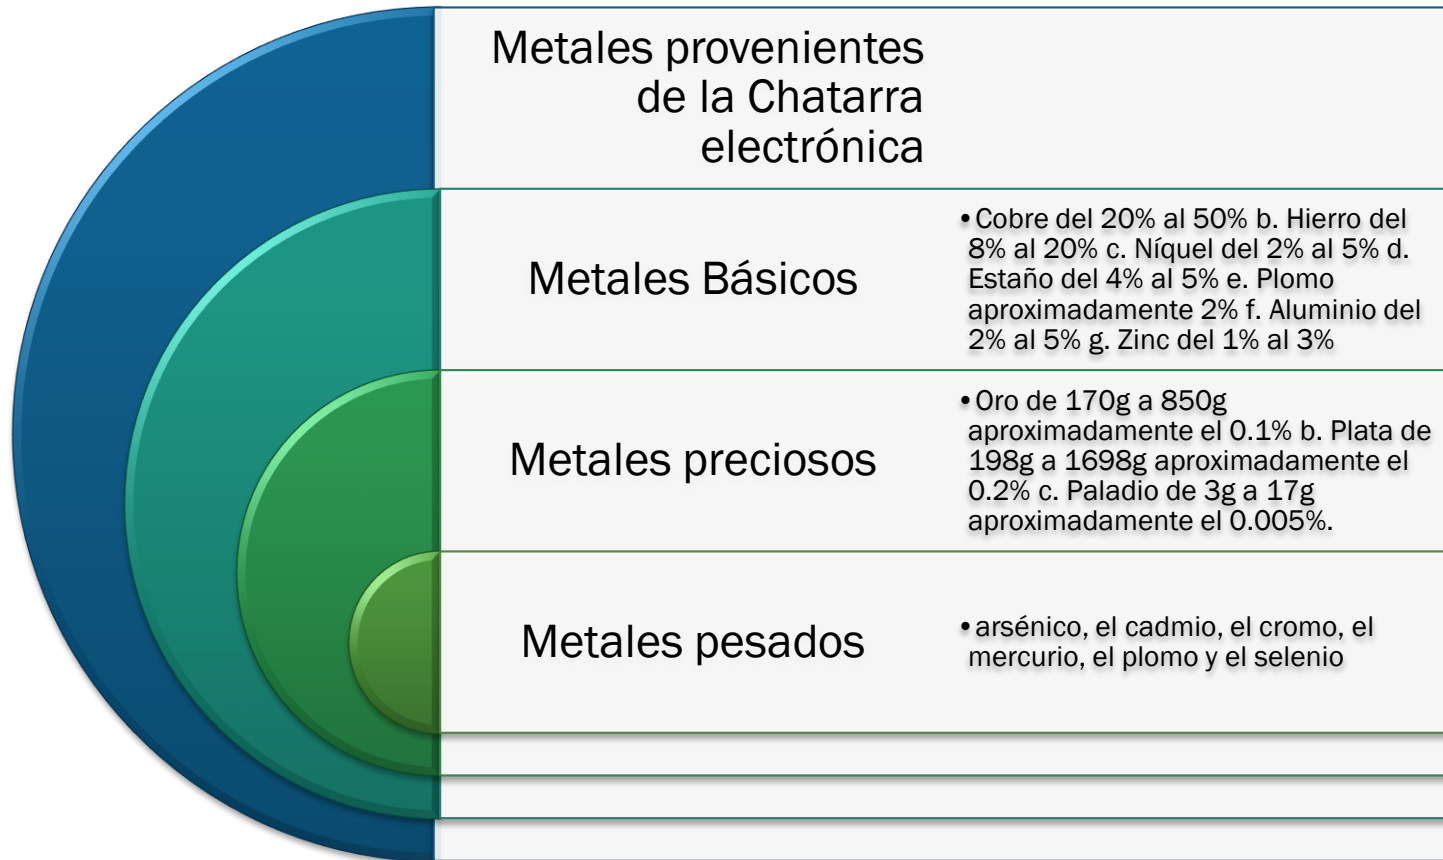 Metales provenientes
de la Chatarra
electrónica
Metales Básicos
•Cobre del 20% al 50% b. Hierro del
8% al 20% c. Níquel del 2% al 5% d.
Estaño del 4% al 5% e. Plomo
aproximadamente 2% f. Aluminio del
2% al 5% g. Zinc del 1% al 3%
Metales preciosos
•Oro de 170g a 850g
aproximadamente el 0.1% b. Plata de
198g a 1698g aproximadamente el
0.2% c. Paladio de 3g a 17g
aproximadamente el 0.005%.
Metales pesados
•arsénico, el cadmio, el cromo, el
mercurio, el plomo y el selenio